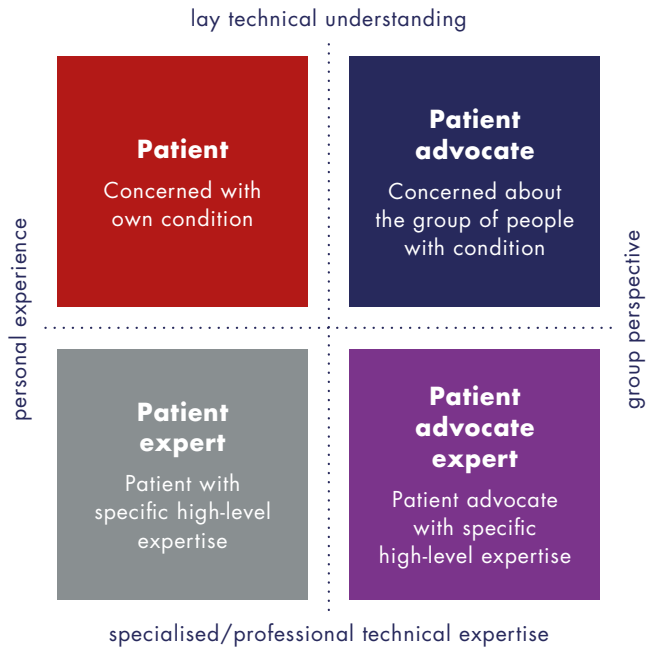 lay technical understanding
Patient
Concerned with
own condition
Patient
advocate
Concerned about
the group of people
with condition
personal experience
group perspective
Patient
expert
Patient with
specific high-level
expertise
Patient
advocate
expert
Patient advocate
with specific
high-level expertise
specialised/professional technical expertise